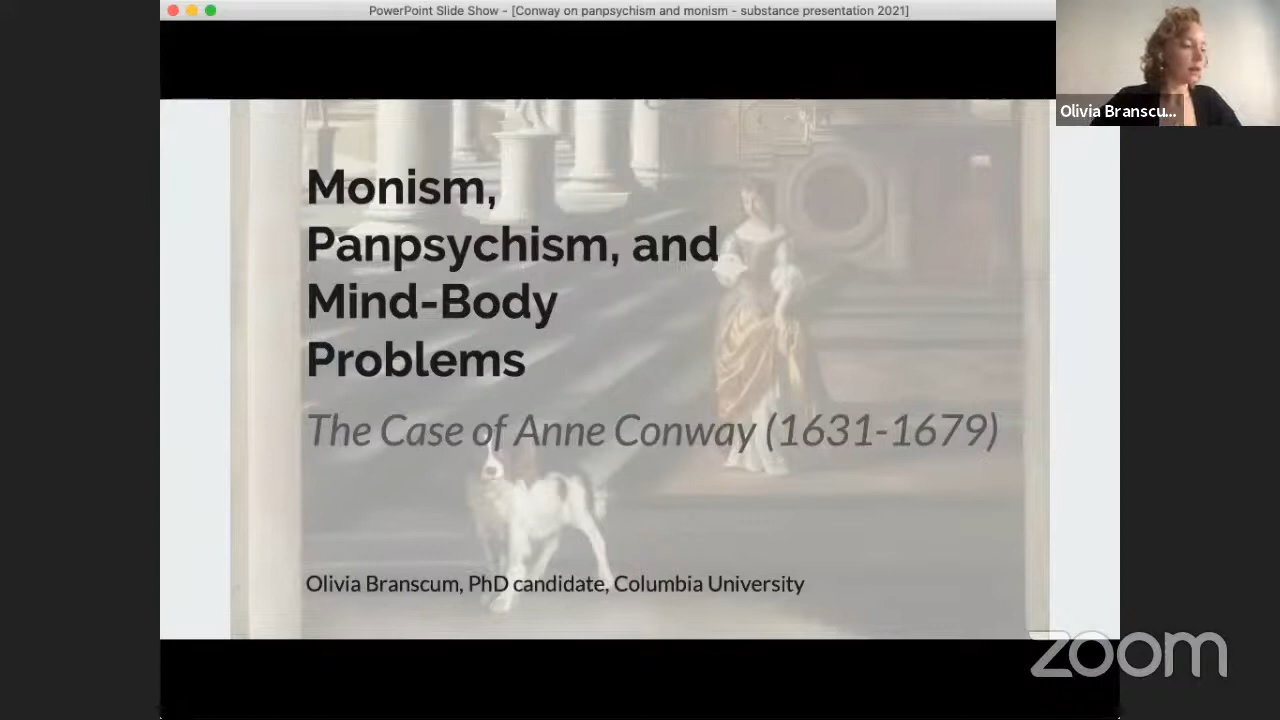 PowerPoint Slide Show - [Conway on panpsychism and monism - substance presentation 2021]
Olivia Branscu...
Monism,
Panpsychism, and
Mind-Body
Problems
The Case of Anne Conway (1631-1679)
Olivia Branscum, PhD candidate, Columbia University
zoom